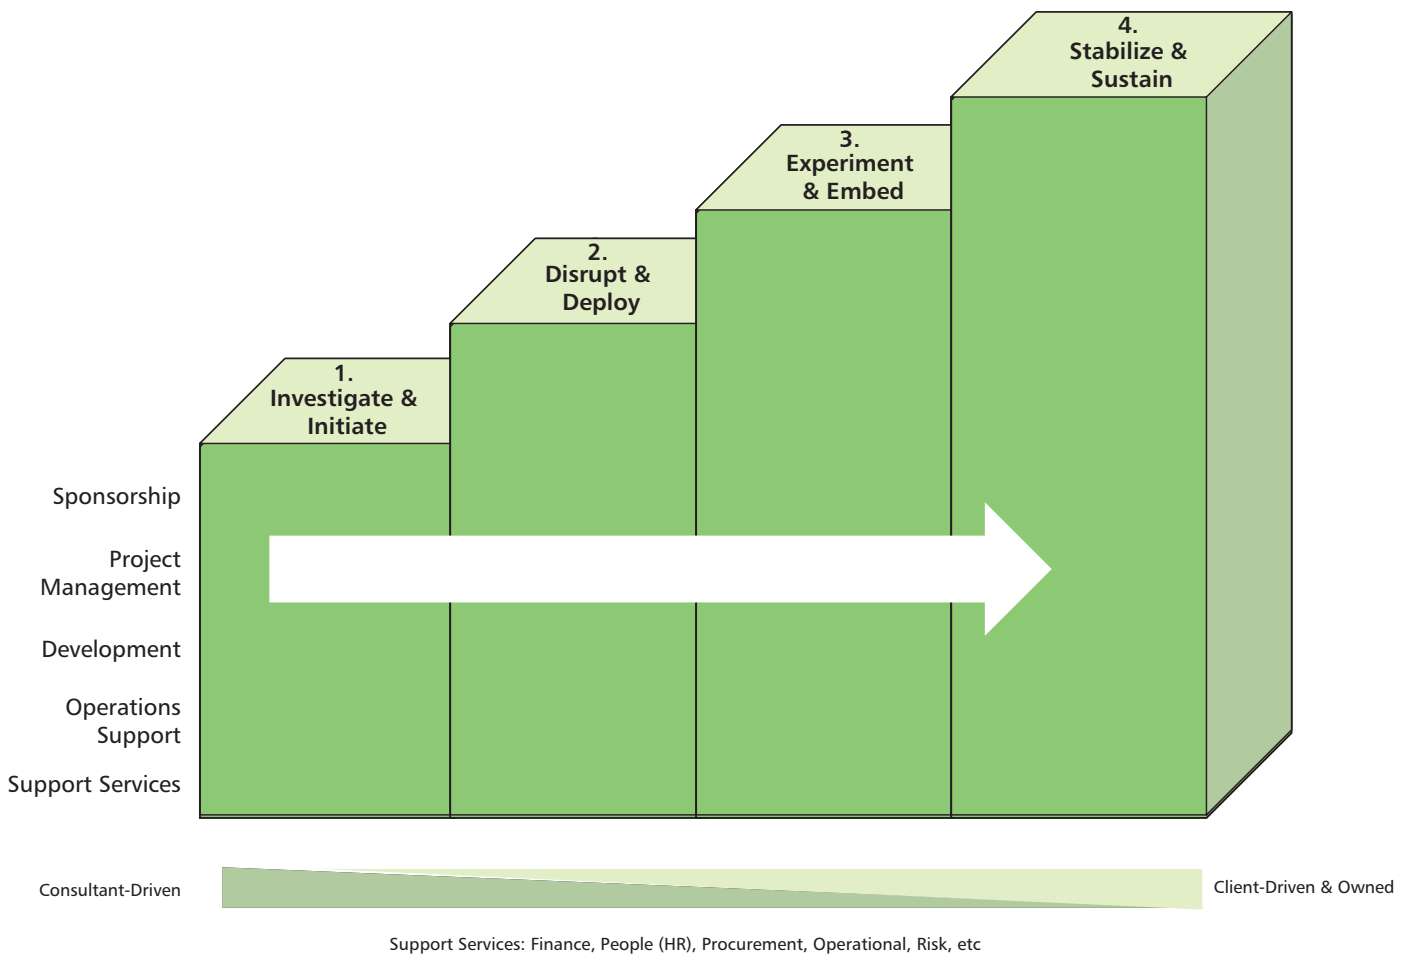 4.
Stabilize &
Sustain
3.
Experiment
& Embed
2.
Disrupt &
Deploy
1.
Investigate &
Initiate
Sponsorship
Project
Management
Development
Operations
Support
Support Services
Consultant-Driven
Client-Driven & Owned
Support Services: Finance, People (HR), Procurement, Operational, Risk, etc